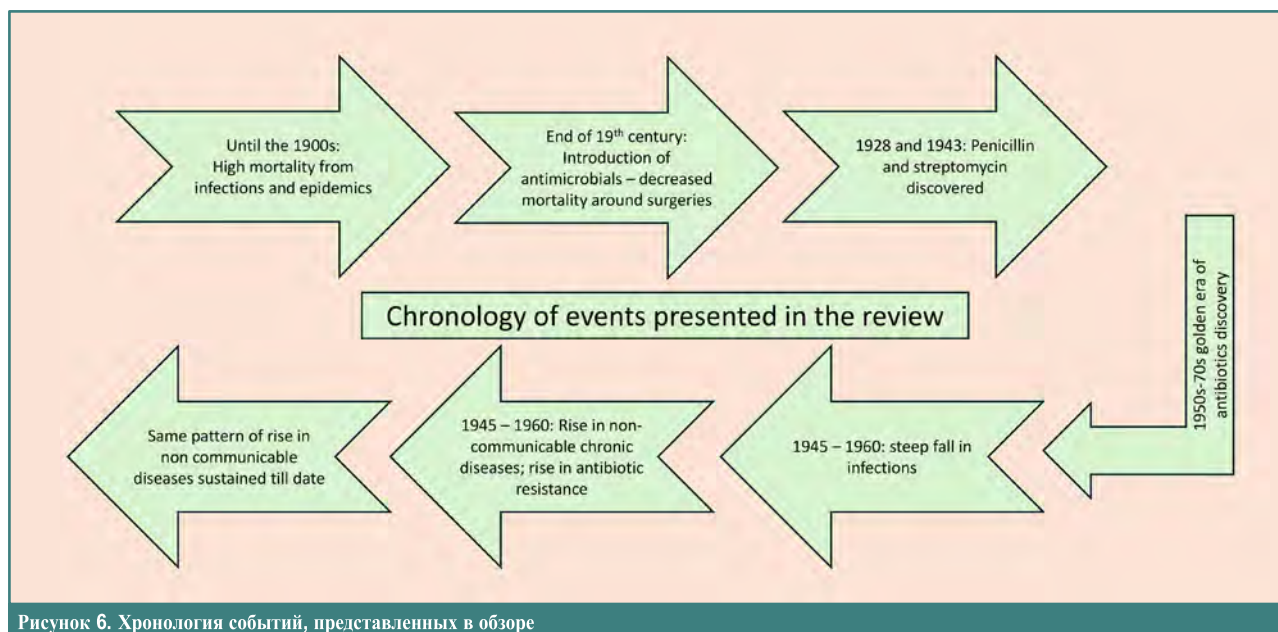 Until the 1900s:
High mortality from
infections and epidemics
End of 19th century:
Introduction of
antimicrobials – decreased
mortality around surgeries
1928 and 1943: Penicillin
and streptomycin
discovered
1950s-70s golden era of
antibiotics discovery
Chronology of events presented in the review
1945 – 1960: steep fall in
infections
1945 – 1960: Rise in non-
communicable chronic
diseases; rise in antibiotic
resistance
Same pattern of rise in
non communicable
diseases sustained till date
Рисунок 6. Хронология событий, представленных в обзоре